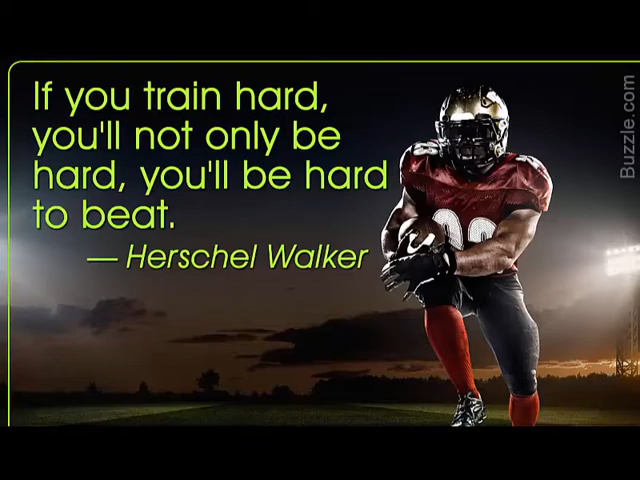 If you train hard,
you'll not only be
hard, you'll be hard
to beat.
— Herschel Walker
Buzzle.com